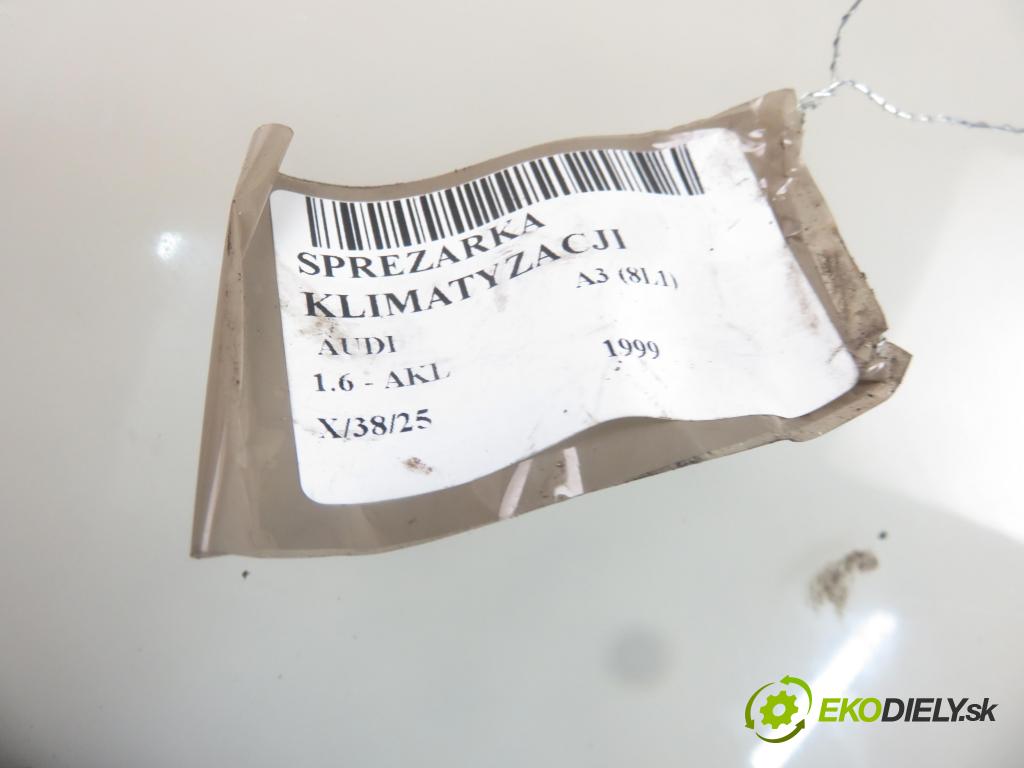 SPREZARKA
KLIMATYZACJI
AUDI A3 (8L1)
1.6 - AKL 1999
X/38/25
EKODIELY.sk